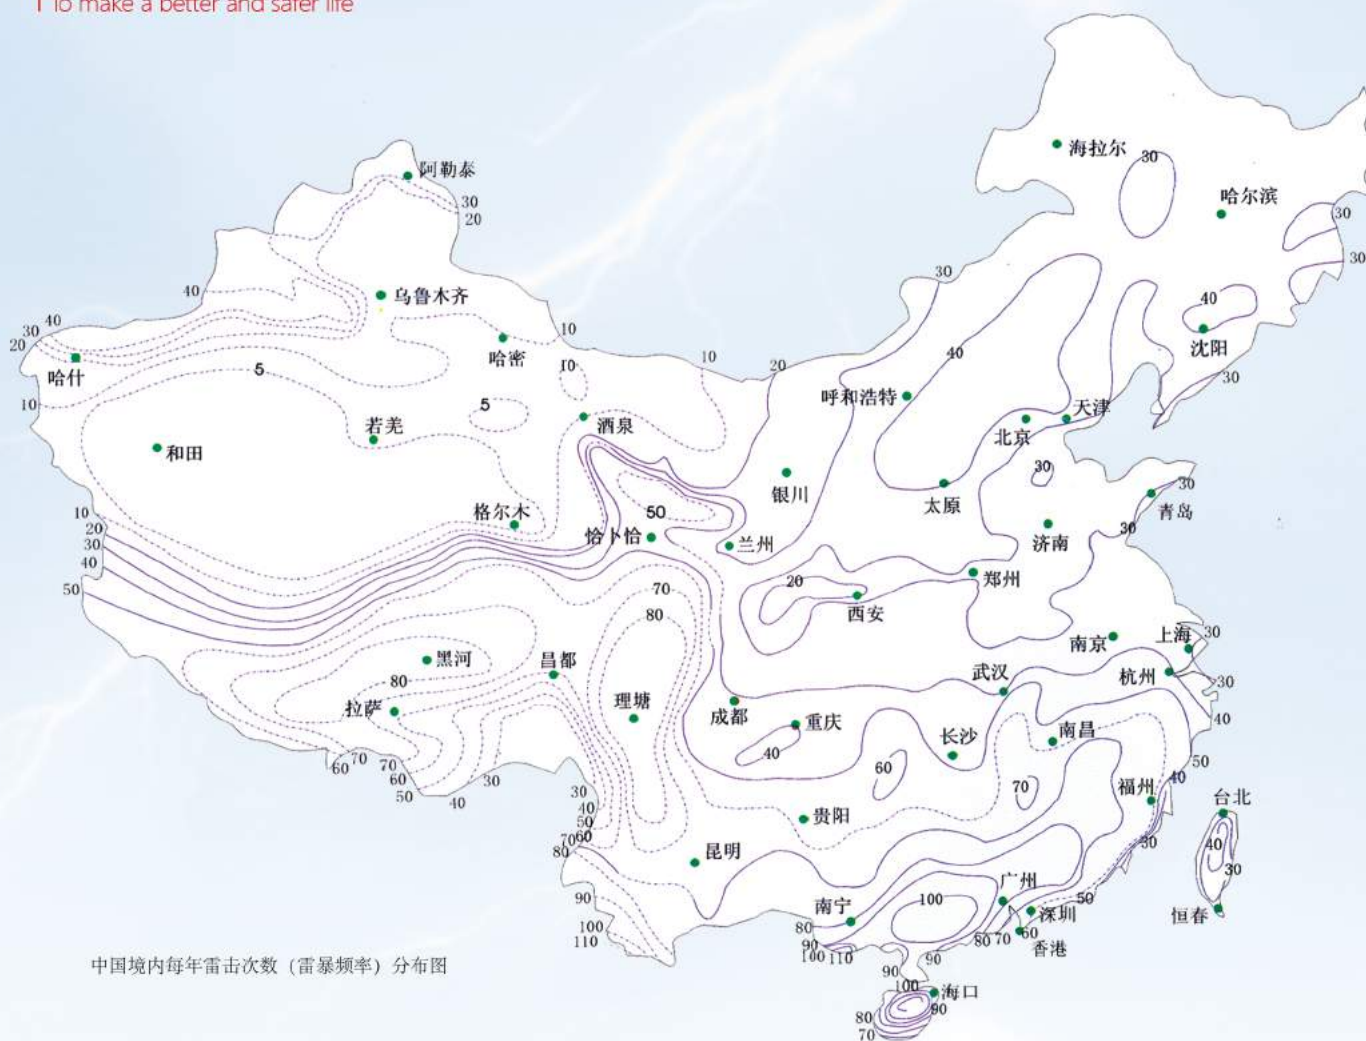 To make a better and safer life
海拉尔
30
阿勒泰
哈尔滨
30
20
30
30
30
40
乌鲁木齐
40
10
40
30
20
沈阳
哈密
40
10
10
20
5
哈什
30
呼和浩特
天津
10
5
若羌
酒泉
北京
和田
30
银川
太原
30
青岛
10
格尔木
50
20
恰卜恰
兰州
济南
30
30
40
郑州
50
20
70
西安
80
南京
上海
30
黑河
昌都
武汉
杭州
80
理塘
30
拉萨
成都
重庆
长沙
南昌
40
40
60
50
60
70
70
70
40
60
30
福州
50
40
30
台北
40
贵阳
50
70
60
80
昆明
30
40
30
90
南宁
100
广州
50
深圳
恒春
100
80
80
70
60
110
90
香港
100
110
90
中国境内每年雷击次数 (雷暴频率) 分布图
90
100
海口
90
80
70